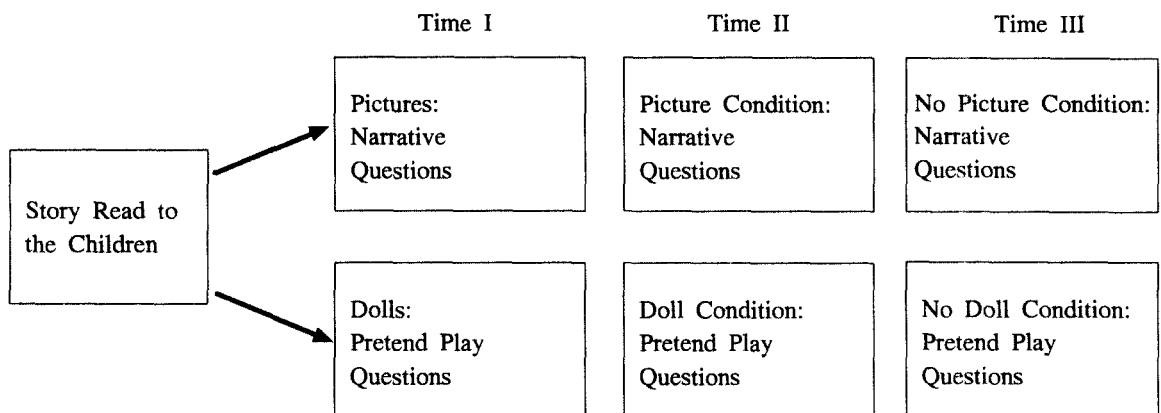 Time I
Time II
Time III
Story Read to
the Children
Pictures:
Narrative
Questions
Picture Condition:
Narrative
Questions
No Picture Condition:
Narrative
Questions
Dolls:
Pretend Play
Questions
Doll Condition:
Pretend Play
Questions
No Doll Condition:
Pretend Play
Questions